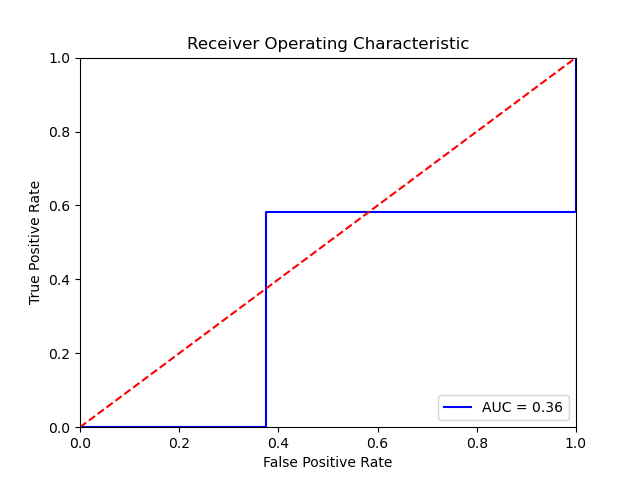 Receiver Operating Characteristic
1.0
0.8
0.6
0.4
0.2
0.0
True Positive Rate
AUC = 0.36
0.0 0.2 0.4 0.6 0.8 1.0
False Positive Rate